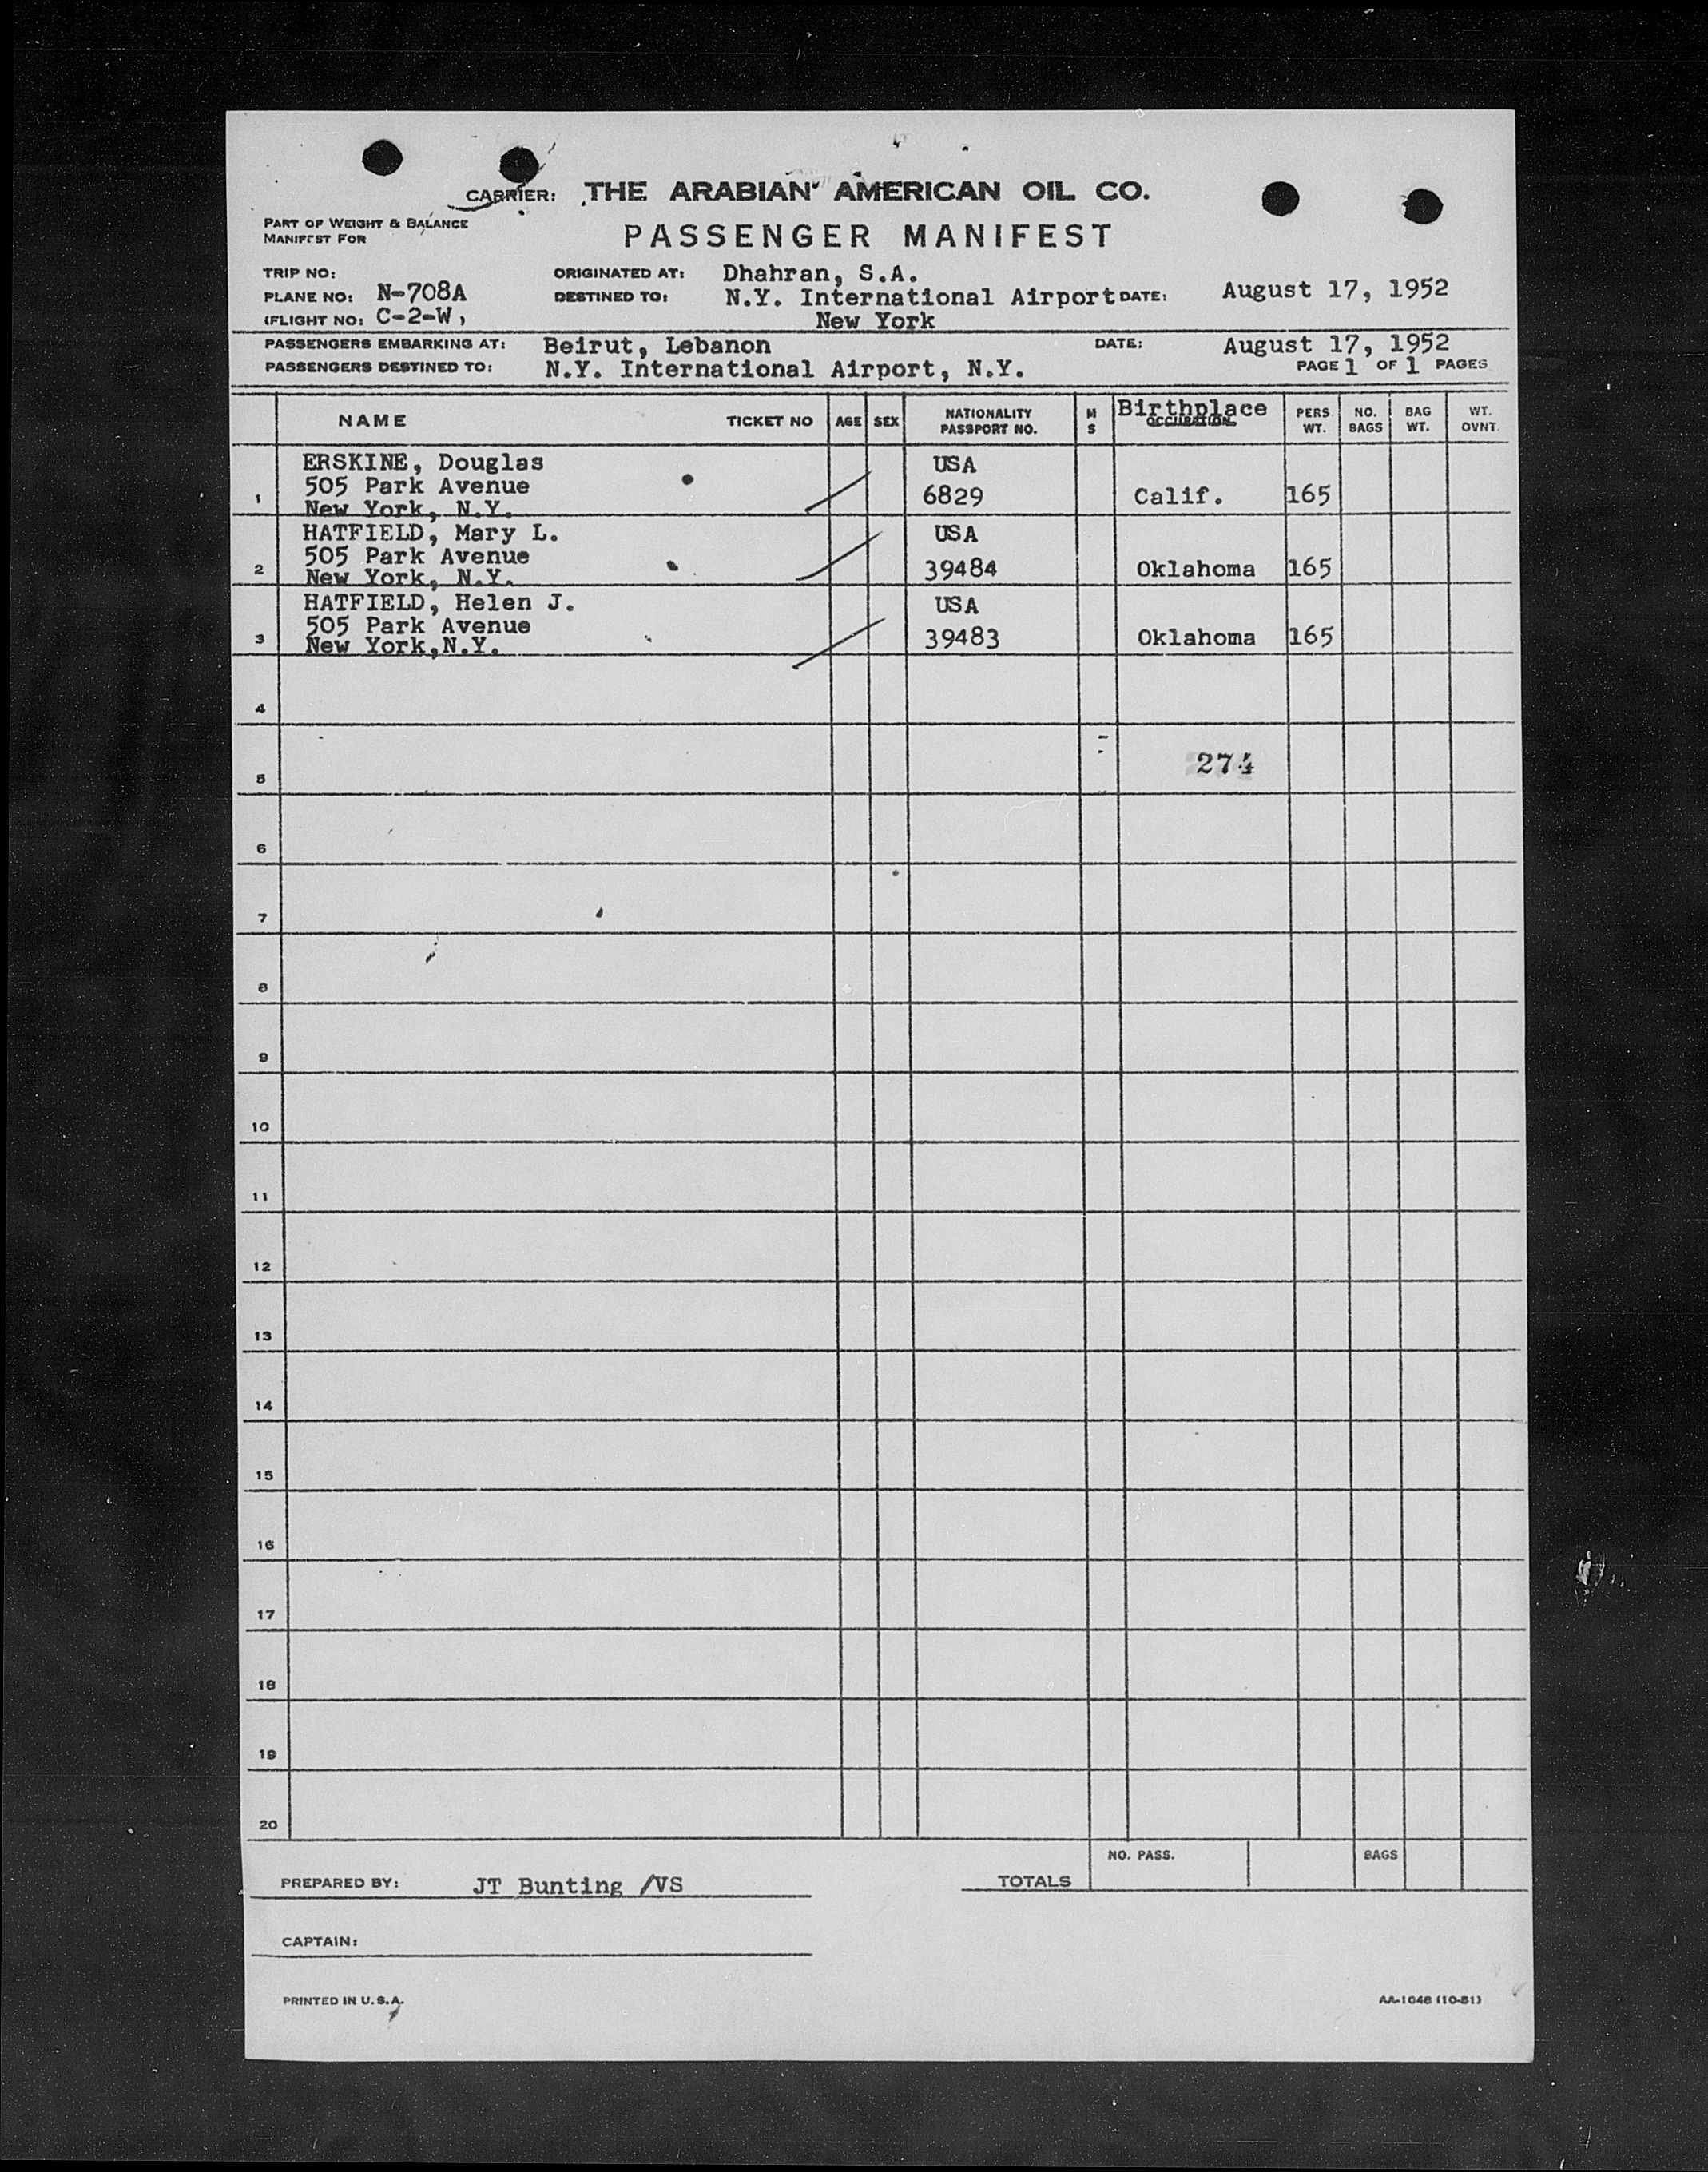 CARRIER: THE ARABIAN AMERICAN OIL CO.
PART OF WEIGHT & BALANCE
MANIFEST FOR
PASSENGER MANIFEST
TRIP NO:
ORIGINATED AT: Dhahran, S.A.
PLANE NO: N-708A
DESTINED TO: N.Y. International Airport DATE: August 17, 1952
(FLIGHT NO: C-2-W,
New York
PASSENGERS EMBARKING AT: Beirut, Lebanon DATE: August 17, 1952
PASSENGERS DESTINED TO: N.Y. International Airport, N.Y. PAGE 1 OF 1 PAGES
NAME TICKET NO AGE SEX NATIONALITY PASSPORT NO. M S Birthplace OCCUPATION PERS. WT. NO. BAGS BAG WT. WT. OVNT.
ERSKINE, Douglas USA
1 505 Park Avenue 6829 Calif. 165
New York, N.Y.
HATFIELD, Mary L. USA
2 505 Park Avenue 39484 Oklahoma 165
New York, N.Y.
HATFIELD, Helen J. USA
3 505 Park Avenue 39483 Oklahoma 165
New York, N.Y.
4
5 274
6
7
8
9
10
11
12
13
14
15
16
17
18
19
20
NO. PASS. BAGS
PREPARED BY: JT Bunting /VS TOTALS
CAPTAIN:
PRINTED IN U.S.A. AA-1048 (10-51)